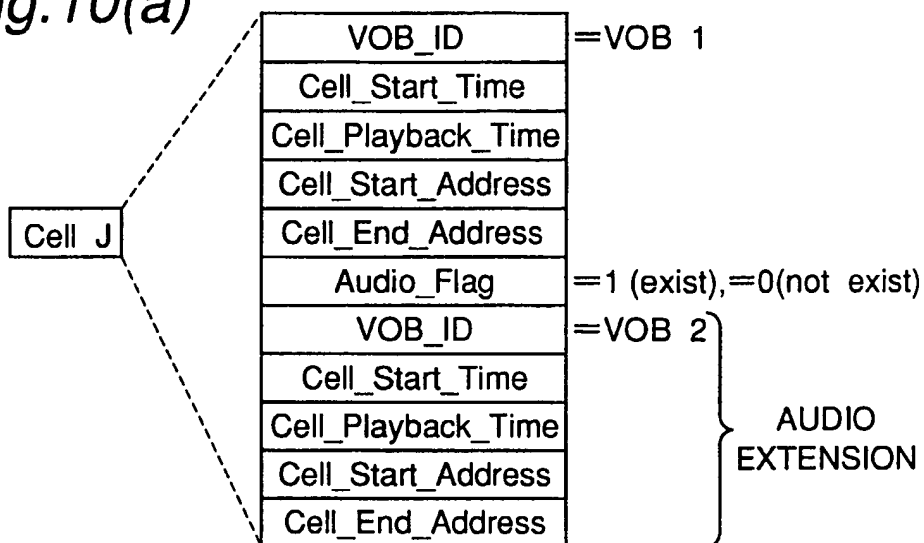 ig.10(a)
VOB_ID =VOB 1
Cell_Start_Time
Cell_Playback_Time
Cell_Start_Address
Cell J Cell_End_Address
Audio_Flag =1 (exist),=0(not exist)
VOB_ID =VOB 2
Cell_Start_Time
Cell_Playback_Time AUDIO
Cell_Start_Address EXTENSION
Cell_End_Address